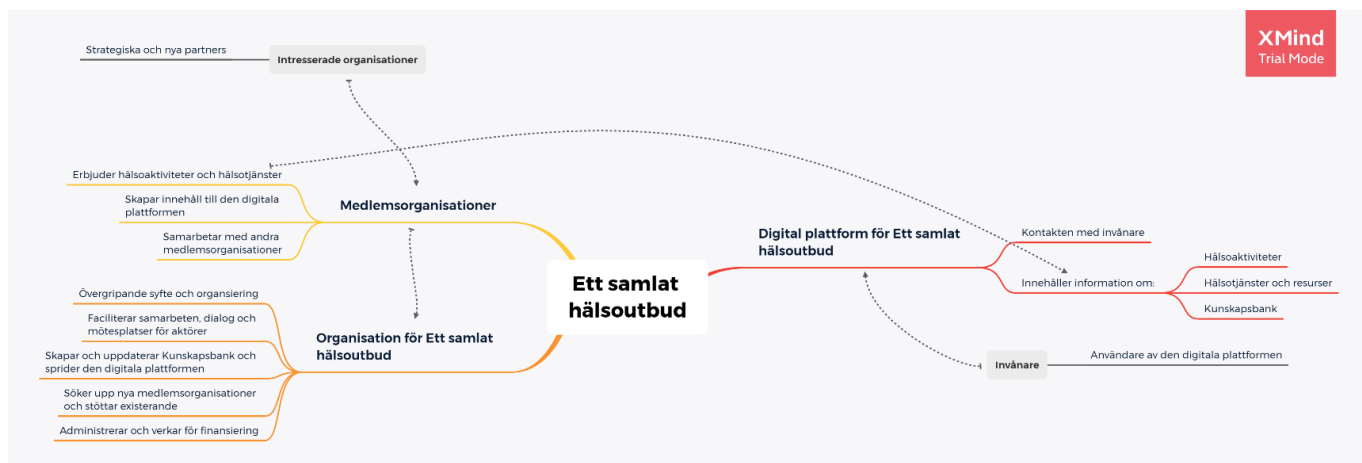 XMind
Trial Mode
Strategiska och nya partners
Intresserade organisationer
Erbjuder hälsoaktiviteter och hälsotjänster
Skapar innehåll till den digitala
plattformen
Samarbetar med andra
medlemsorganisationer
Medlemsorganisationer
Övergripande syfte och organsiering
Faciliterar samarbeten, dialog och
mötesplatser för aktörer
Skapar och uppdaterar Kunskapsbank och
sprider den digitala plattformen
Söker upp nya medlemsorganisationer
och stöttar existerande
Administrerar och verkar för finansiering
Organisation för Ett samlat
hälsoutbud
Ett samlat
hälsoutbud
Digital plattform för Ett samlat
hälsoutbud
Kontakten med invånare
Innehåller information om:
Hälsoaktiviteter
Hälsotjänster och resurser
Kunskapsbank
Invånare
Användare av den digitala plattformen